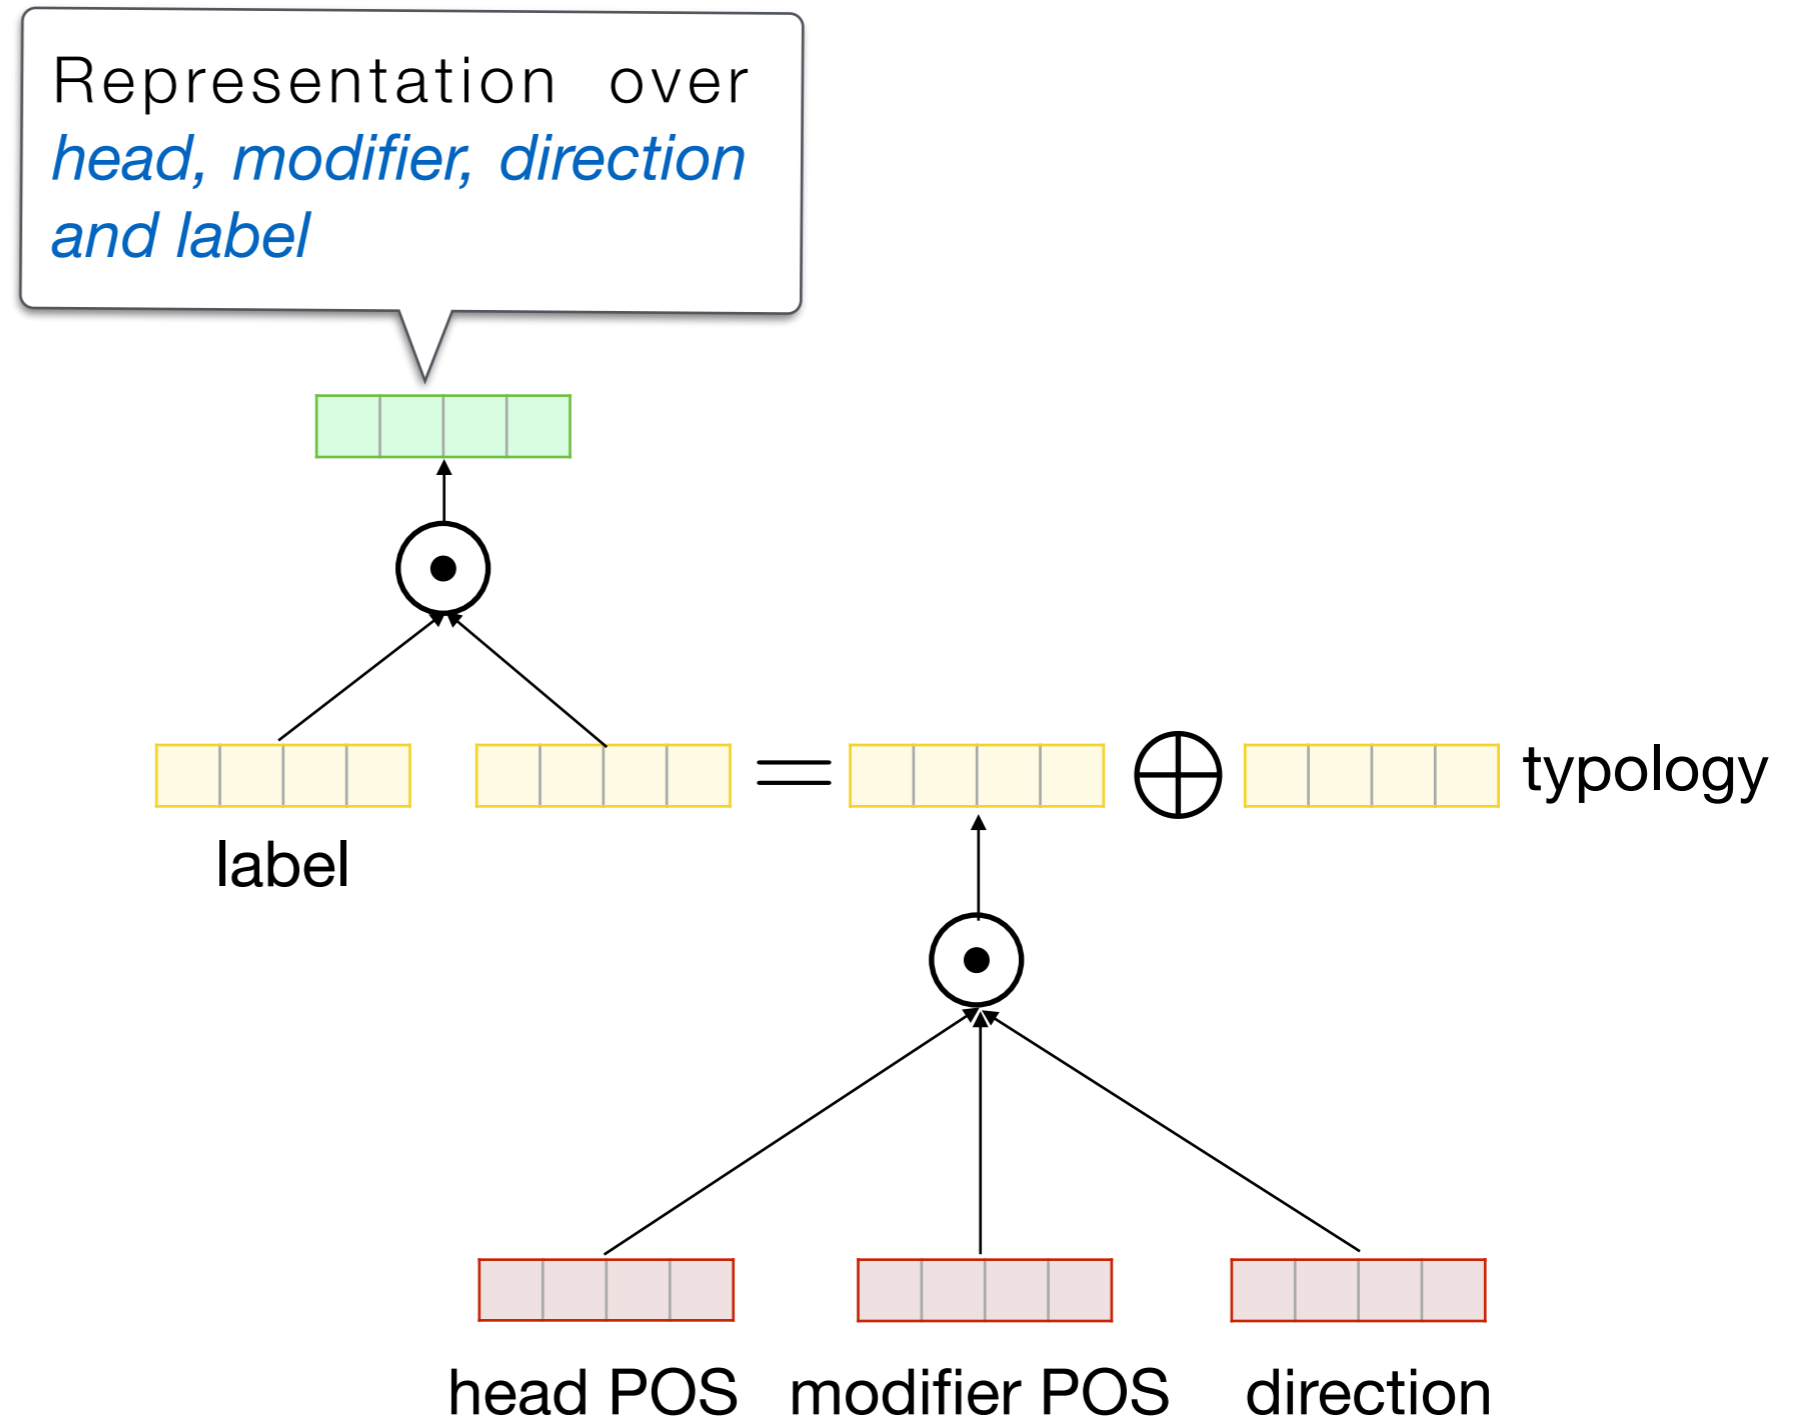 Representation over
head, modifier, direction
and label
typology
label
head POS
modifier POS
direction